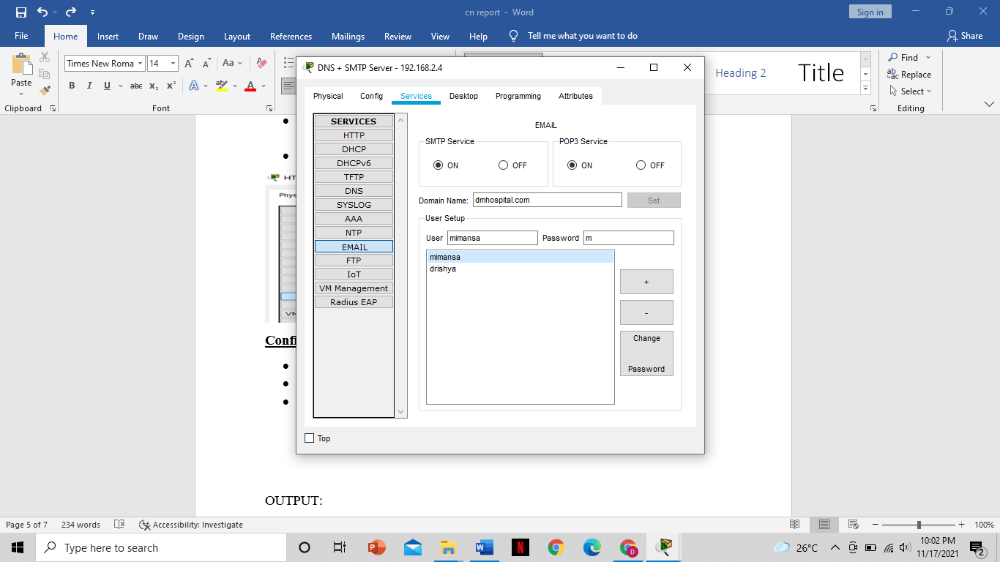 cn report - Word
Sign in
File Home Insert Draw Design Layout References Mailings Review View Help Tell me what you want to do Share
Paste
Clipboard
Times New Roma 14
Font
Heading 2
Title
Find
Replace
Select
Editing
DNS + SMTP Server - 192.168.2.4
Physical Config Services Desktop Programming Attributes
SERVICES
HTTP
DHCP
DHCPv6
TFTP
DNS
SYSLOG
AAA
NTP
EMAIL
FTP
IoT
VM Management
Radius EAP
EMAIL
SMTP Service
ON OFF
POP3 Service
ON OFF
Domain Name: dmhospital.com Set
User Setup
User mimansa Password m
mimansa
drishya
+
-
Change
Password
Top
HT
Phys
VM
Confi
OUTPUT:
Page 5 of 7 234 words Accessibility: Investigate 100%
Type here to search
26°C
10:02 PM
11/17/2021
2